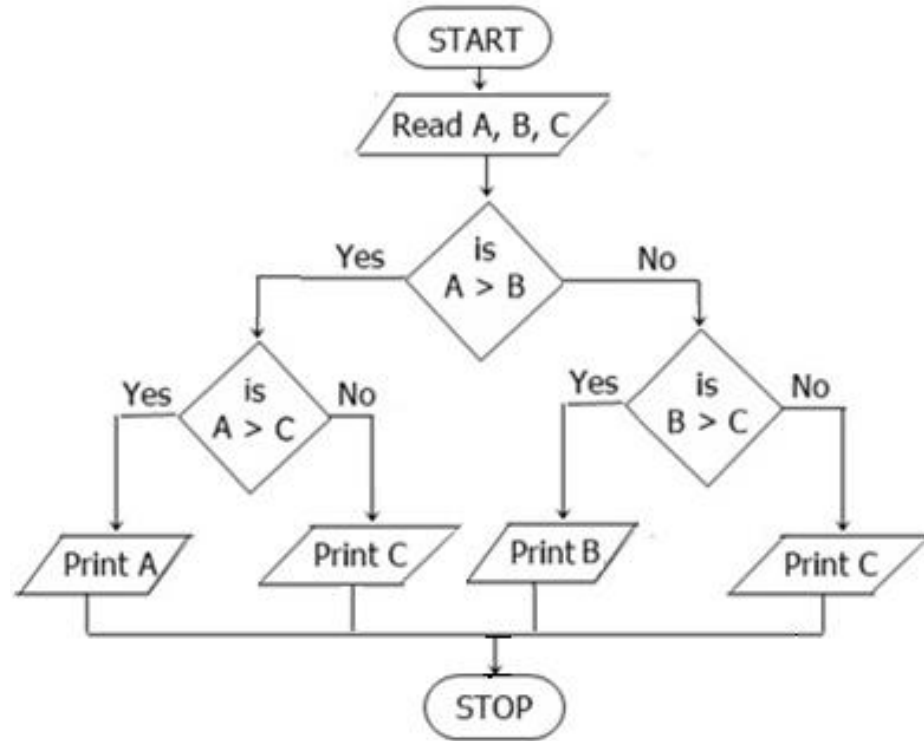 START
Read A, B, C
is
A > B
Yes
No
is
A > C
Yes
No
is
B > C
Yes
No
Print A
Print C
Print B
Print C
STOP